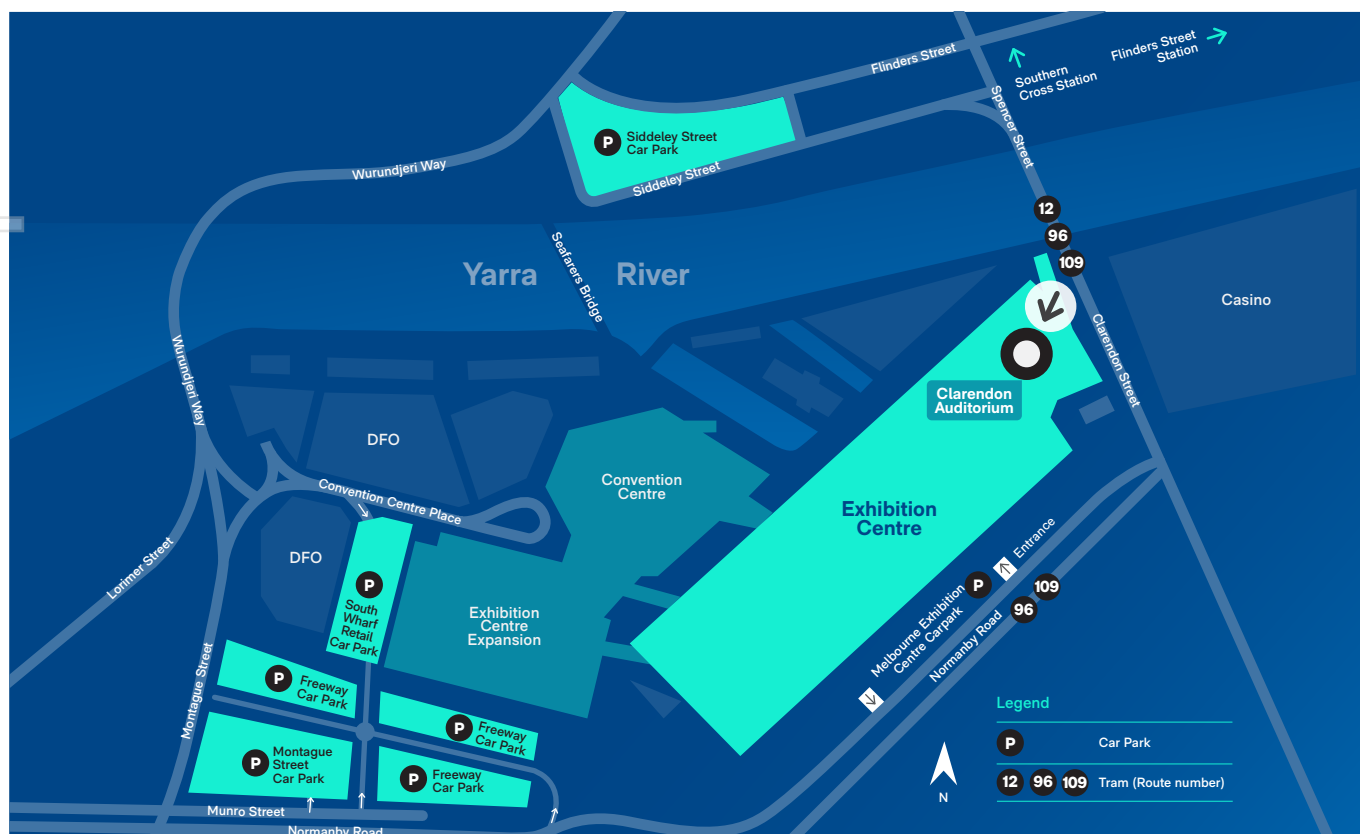 Flinders Street
Station
Flinders Street
Southern
Cross Station
Spencer Street
P
Siddeley Street
Car Park
Siddeley Street
Wurundjeri Way
12
96
109
Yarra River
Seafarers Bridge
Casino
Clarendon Street
Wurundjeri Way
Clarendon
Auditorium
DFO
Convention Centre Place
Convention
Centre
Exhibition
Centre
DFO
Lorimer Street
P
South
Wharf
Retail
Car Park
Exhibition
Centre
Expansion
Entrance
P
Melbourne Exhibition
Centre Carpark
109
96
Normanby Road
Montague Street
P
Freeway
Car Park
P
Freeway
Car Park
P
Montague
Street
Car Park
P
Freeway
Car Park
Munro Street
Normanby Road
N
Legend
P
Car Park
12 96 109 Tram (Route number)